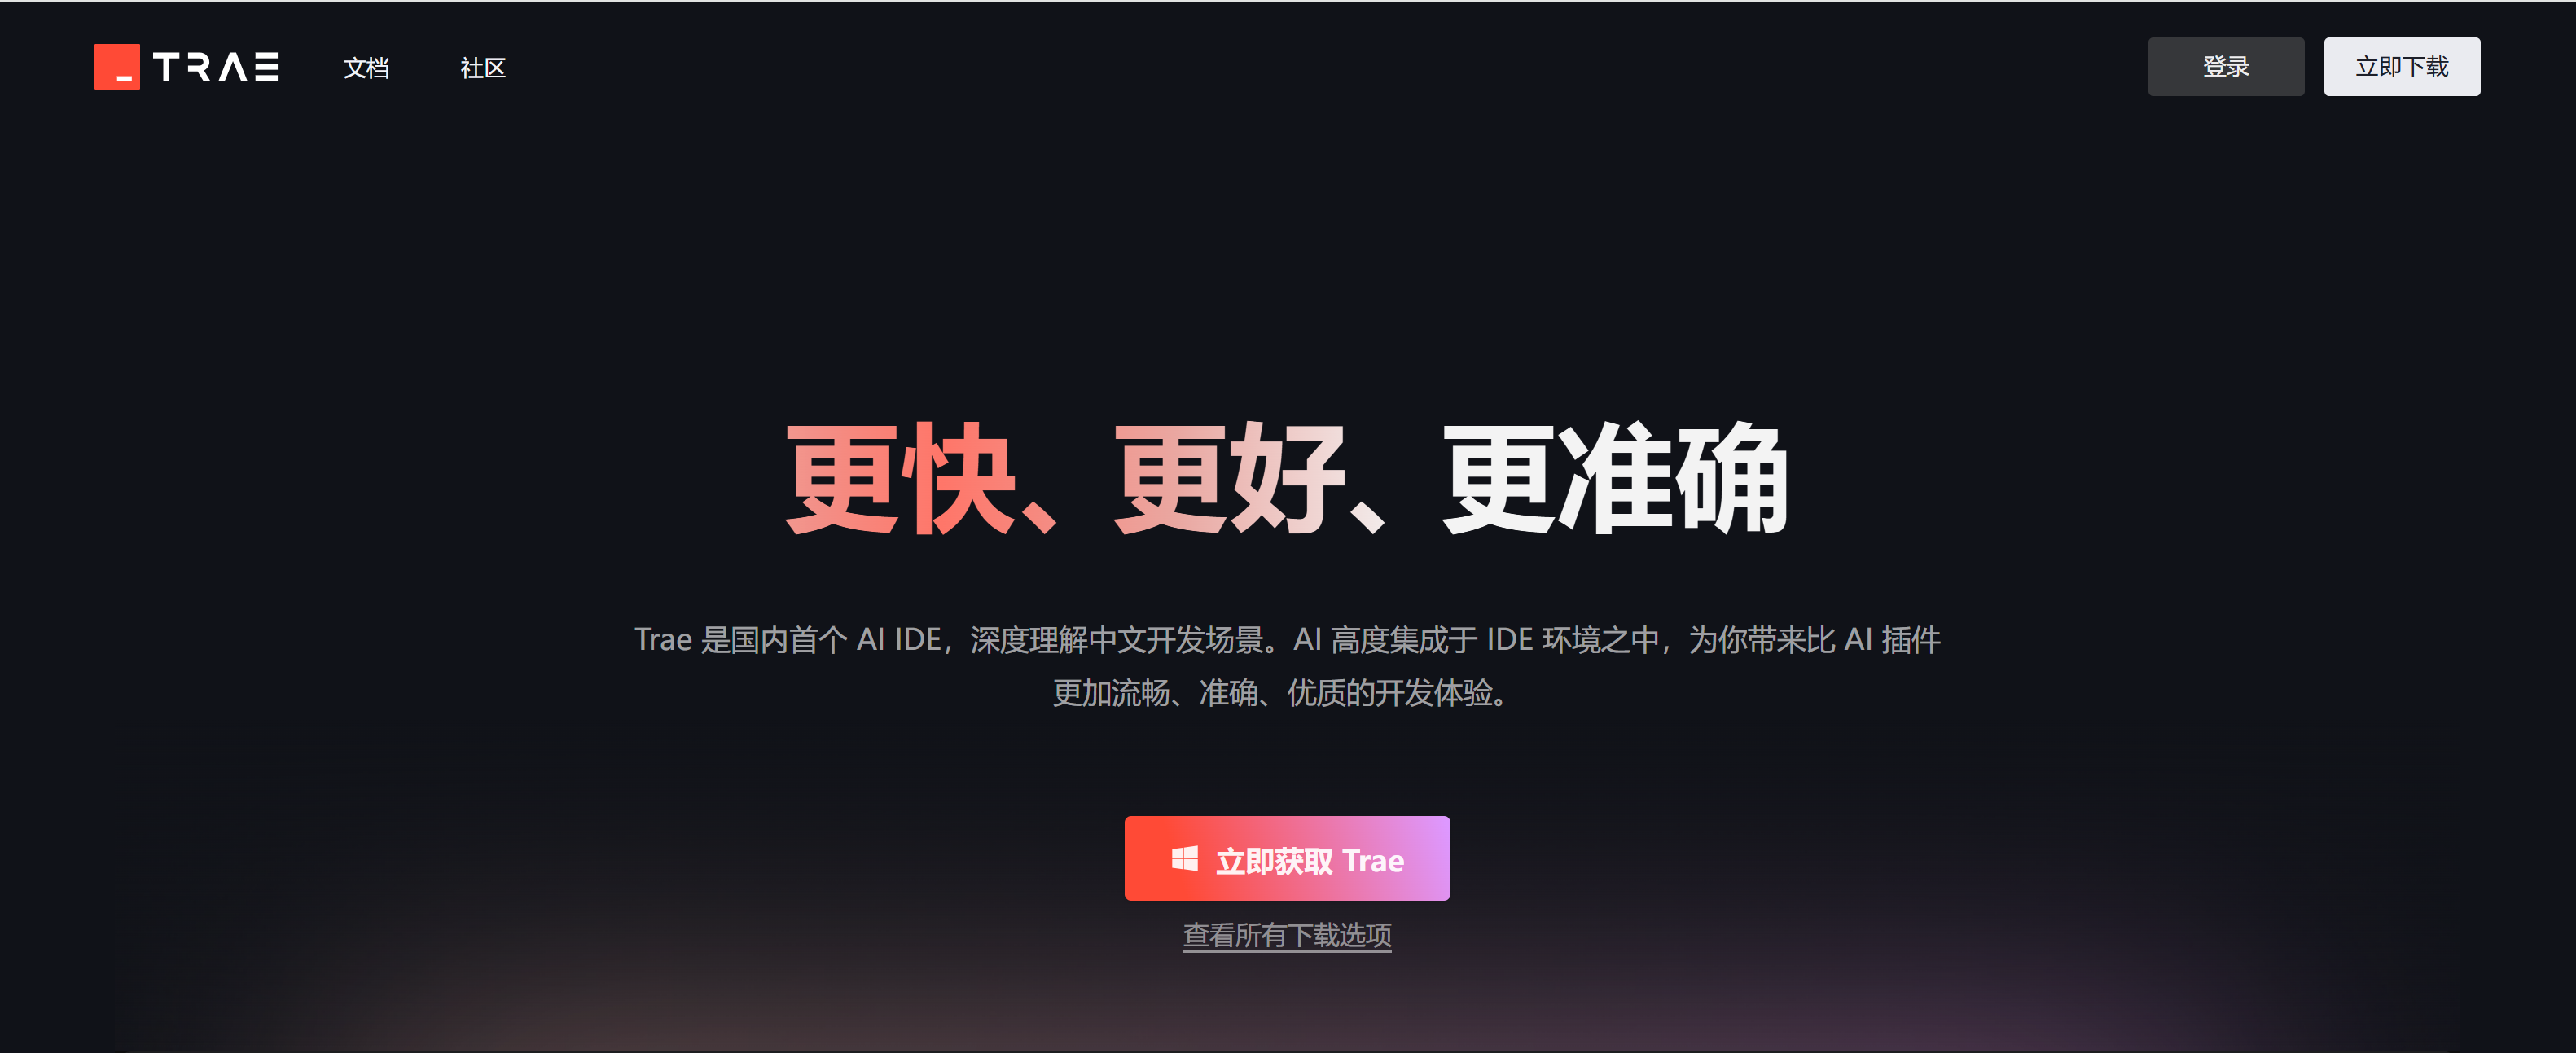 TRAE
文档
社区
登录
立即下载
更快、更好、更准确
Trae 是国内首个 AI IDE，深度理解中文开发场景。AI 高度集成于 IDE 环境之中，为你带来比 AI 插件
更加流畅、准确、优质的开发体验。
立即获取 Trae
查看所有下载选项